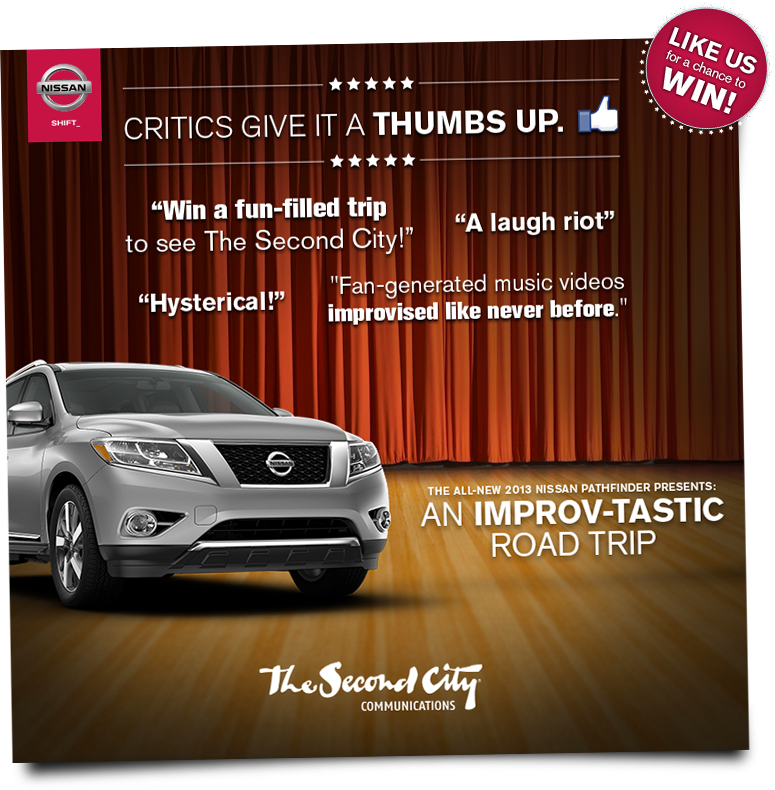 LIKE US
for a chance to
WIN!
NISSAN
SHIFT_
CRITICS GIVE IT A THUMBS UP.
“Win a fun-filled trip
to see The Second City!”
“A laugh riot”
“Hysterical!”
"Fan-generated music videos
improvised like never before."
NISSAN
THE ALL-NEW 2013 NISSAN PATHFINDER PRESENTS:
AN IMPROV-TASTIC
ROAD TRIP
The Second City®
COMMUNICATIONS